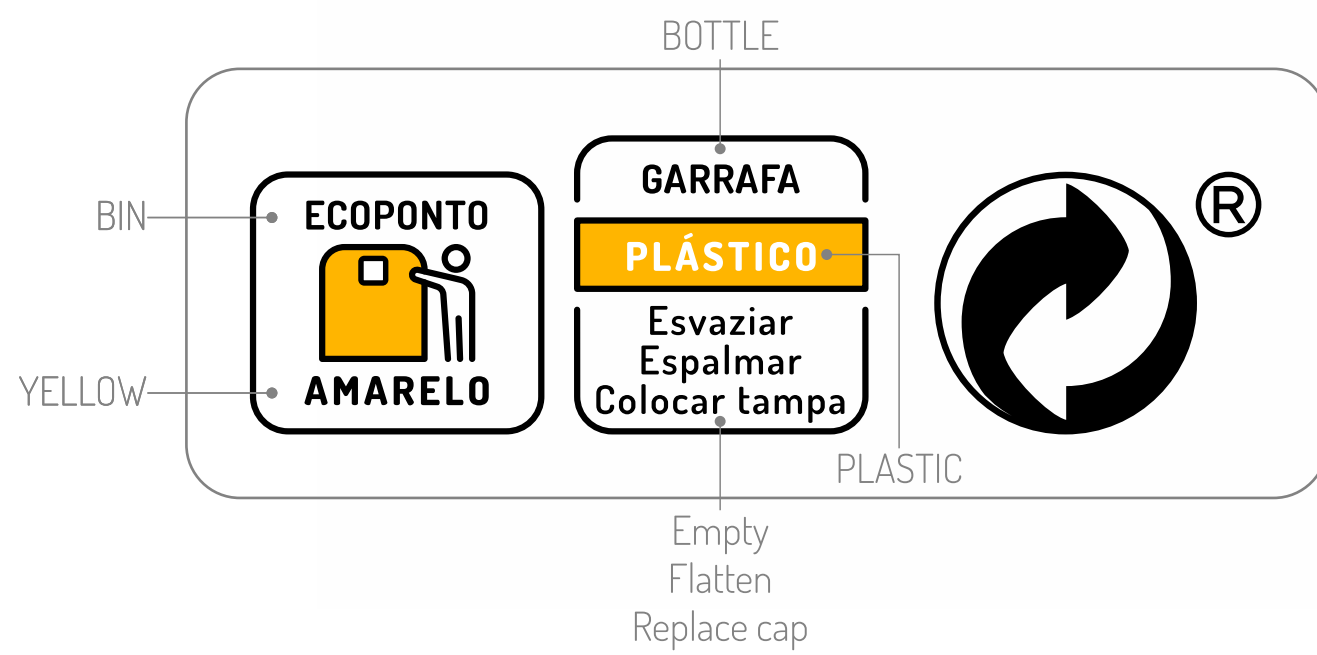 BOTTLE
GARRAFA
BIN
ECOPONTO
®
PLÁSTICO
Esvaziar
Espalmar
YELLOW
AMARELO
Colocar tampa
PLASTIC
Empty
Flatten
Replace cap